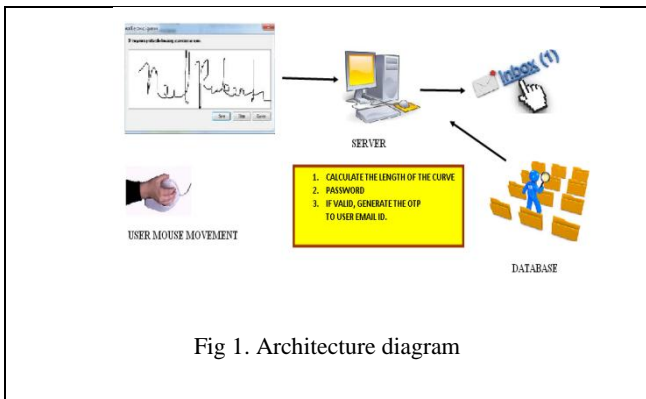 Inbox (1)
SERVER
1. CALCULATE THE LENGTH OF THE CURVE
2. PASSWORD
3. IF VALID, GENERATE THE OTP
TO USER EMAIL ID.
USER MOUSE MOVEMENT
DATABASE
Fig 1. Architecture diagram